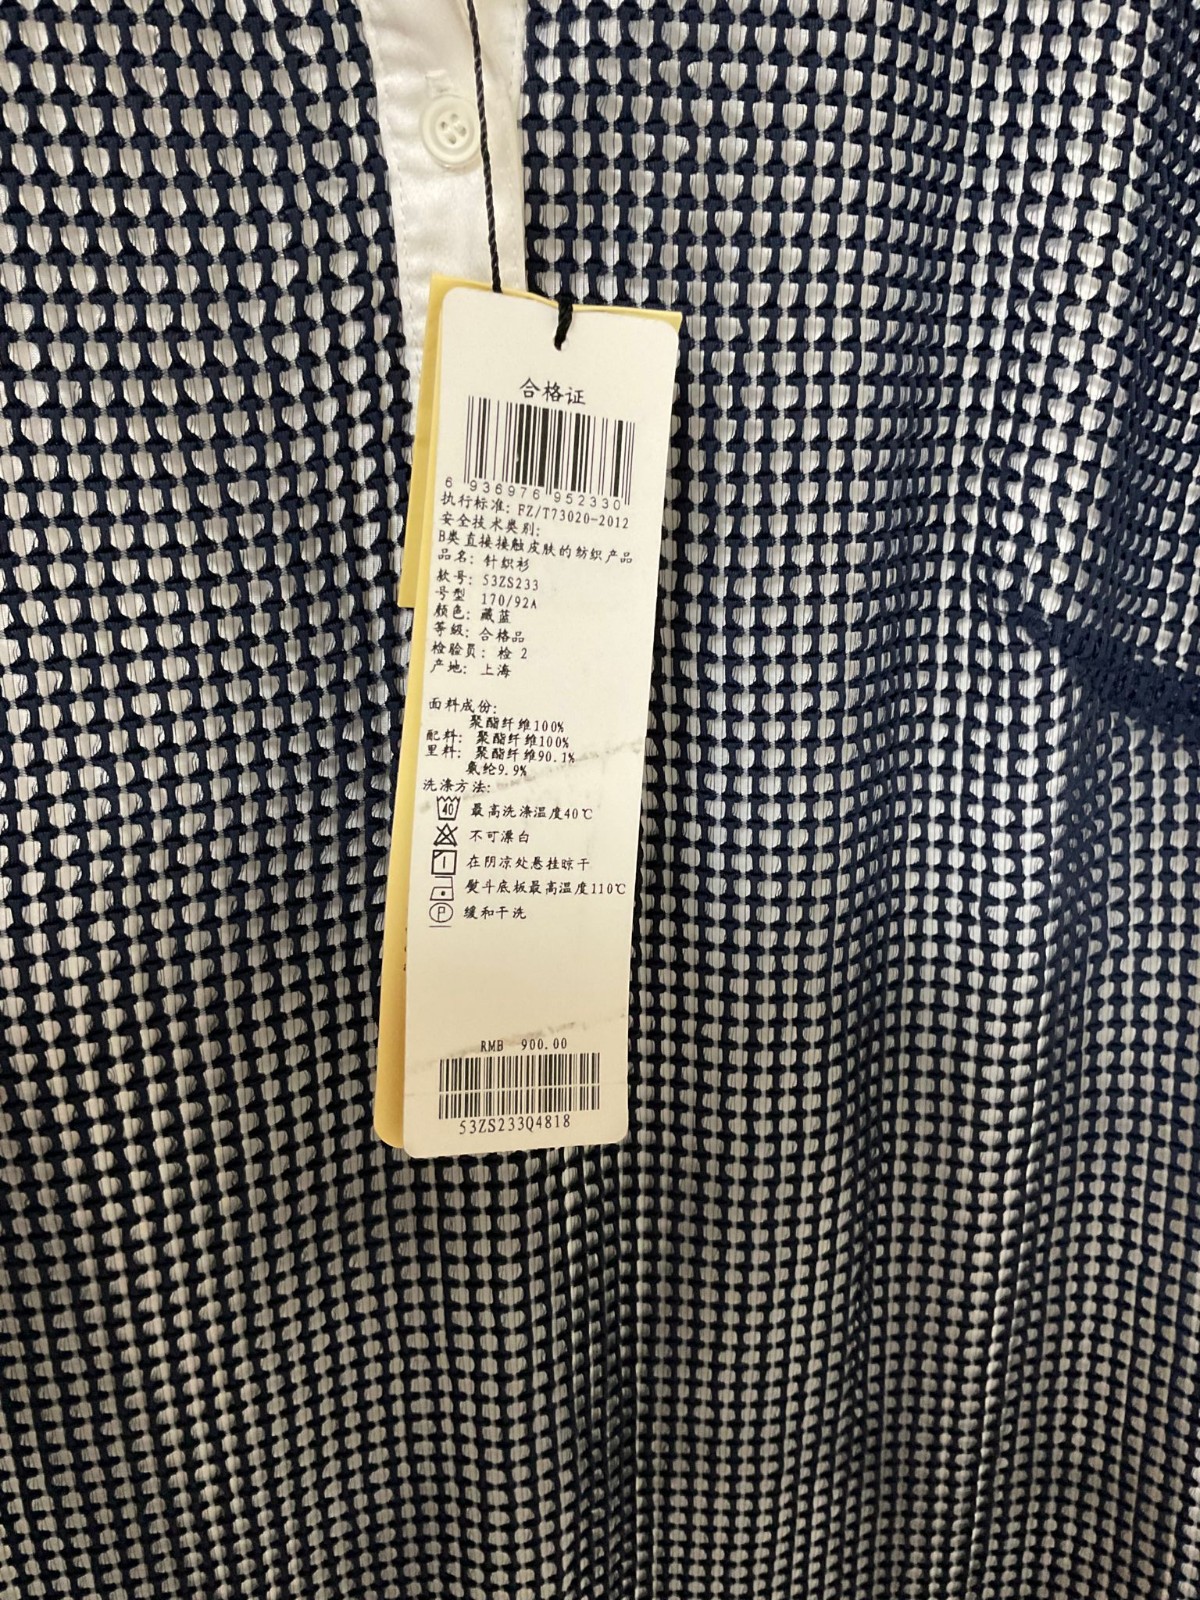 合格证
6 936976 952330
执行标准: FZ/T73020-2012
安全技术类别:
B类直接接触皮肤的纺织产品
品名: 针织衫
款号: 53ZS233
号型 170/92A
颜色: 藏蓝
等级: 合格品
检验员: 检 2
产地: 上海
面料成份:
聚酯纤维100%
配料: 聚酯纤维100%
里料: 聚酯纤维90.1%
氨纶9.9%
洗涤方法:
40 最高洗涤温度40℃
不可漂白
在阴凉处悬挂晾干
熨斗底板最高温度110℃
P 缓和干洗
RMB 900.00
53ZS233Q4818